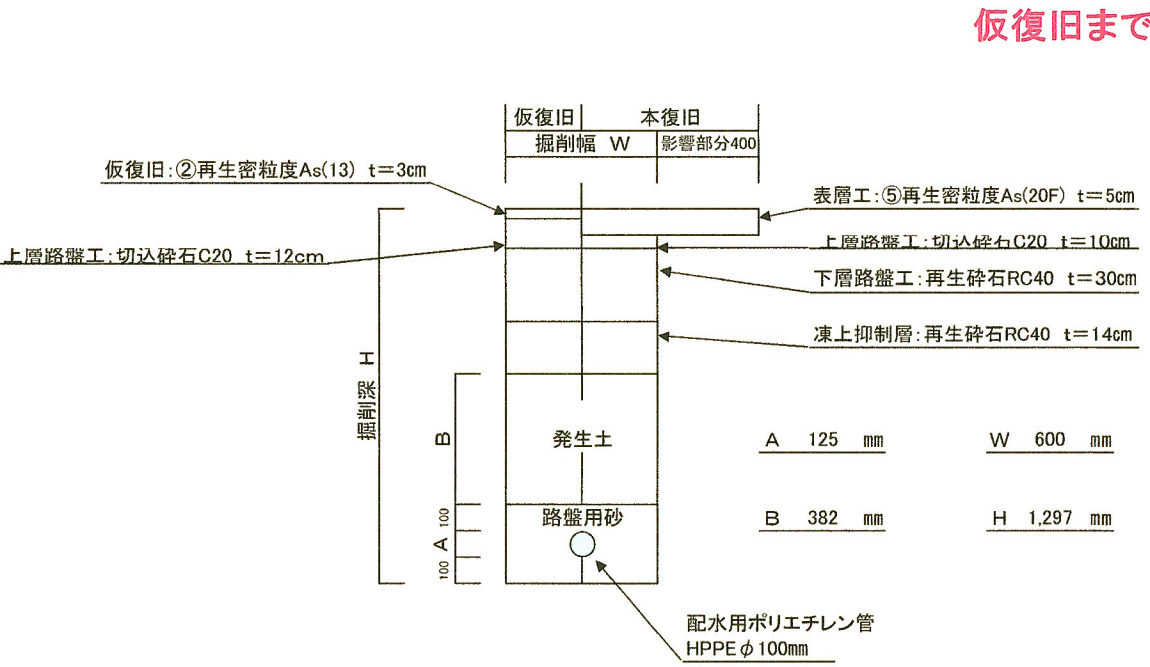 仮復旧まで
仮復旧 本復旧
掘削幅 W 影響部分400
仮復旧:②再生密粒度As(13) t=3cm
表層工:⑤再生密粒度As(20F) t=5cm
上層路盤工:切込砕石C20 t=12cm
上層路盤工:切込砕石C20 t=10cm
下層路盤工:再生砕石RC40 t=30cm
凍上抑制層:再生砕石RC40 t=14cm
掘削深 H
B
発生土
A 125 mm
W 600 mm
100
路盤用砂
B 382 mm
H 1,297 mm
A
100
配水用ポリエチレン管
HPPEφ100mm